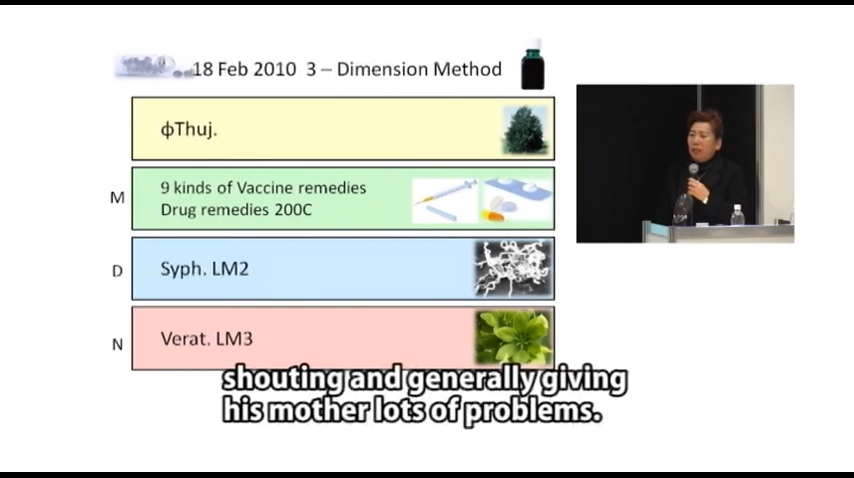 18 Feb 2010 3 – Dimension Method
φThuj.
M
9 kinds of Vaccine remedies
Drug remedies 200C
D
Syph. LM2
N
Verat. LM3
shouting and generally giving
his mother lots of problems.